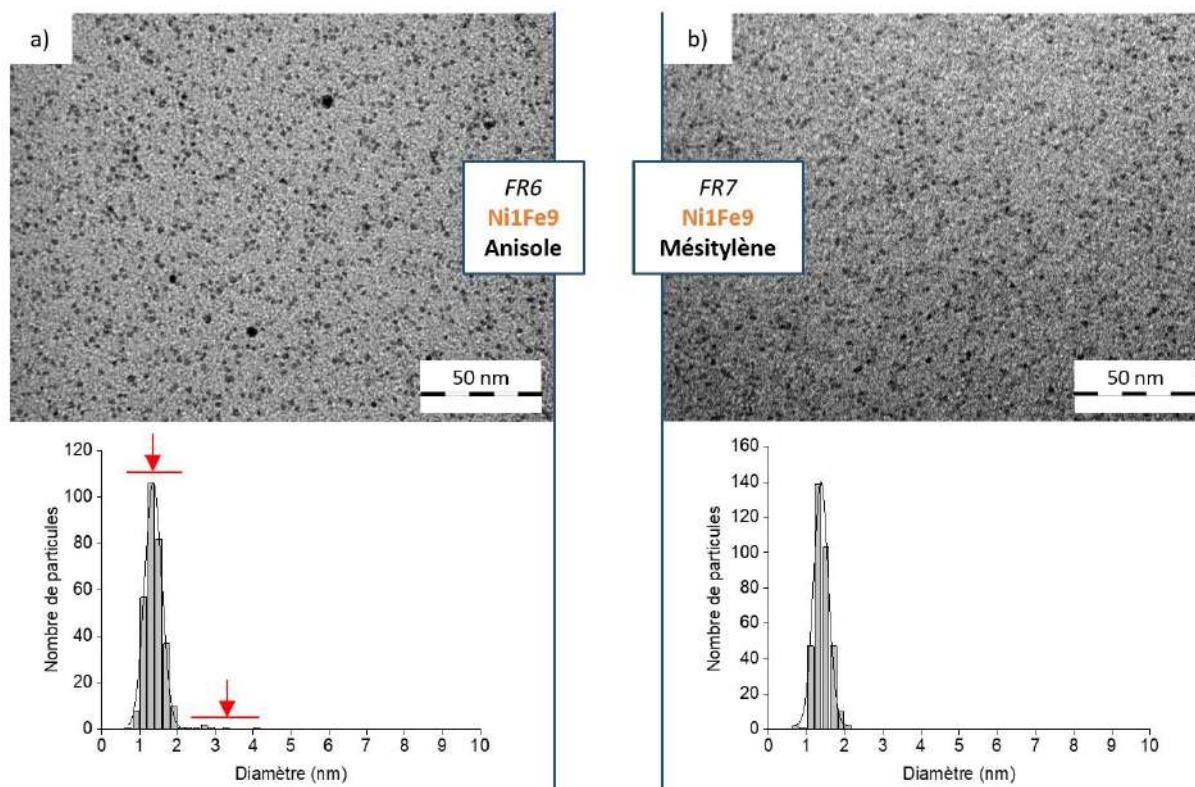 a)
FR6
Ni1Fe9
Anisole
50 nm
b)
FR7
Ni1Fe9
Mésitylène
50 nm
120
100
80
60
40
20
0
Nombre de particules
0 1 2 3 4 5 6 7 8 9 10
Diamètre (nm)
160
140
120
100
80
60
40
20
0
Nombre de particules
0 1 2 3 4 5 6 7 8 9 10
Diamètre (nm)